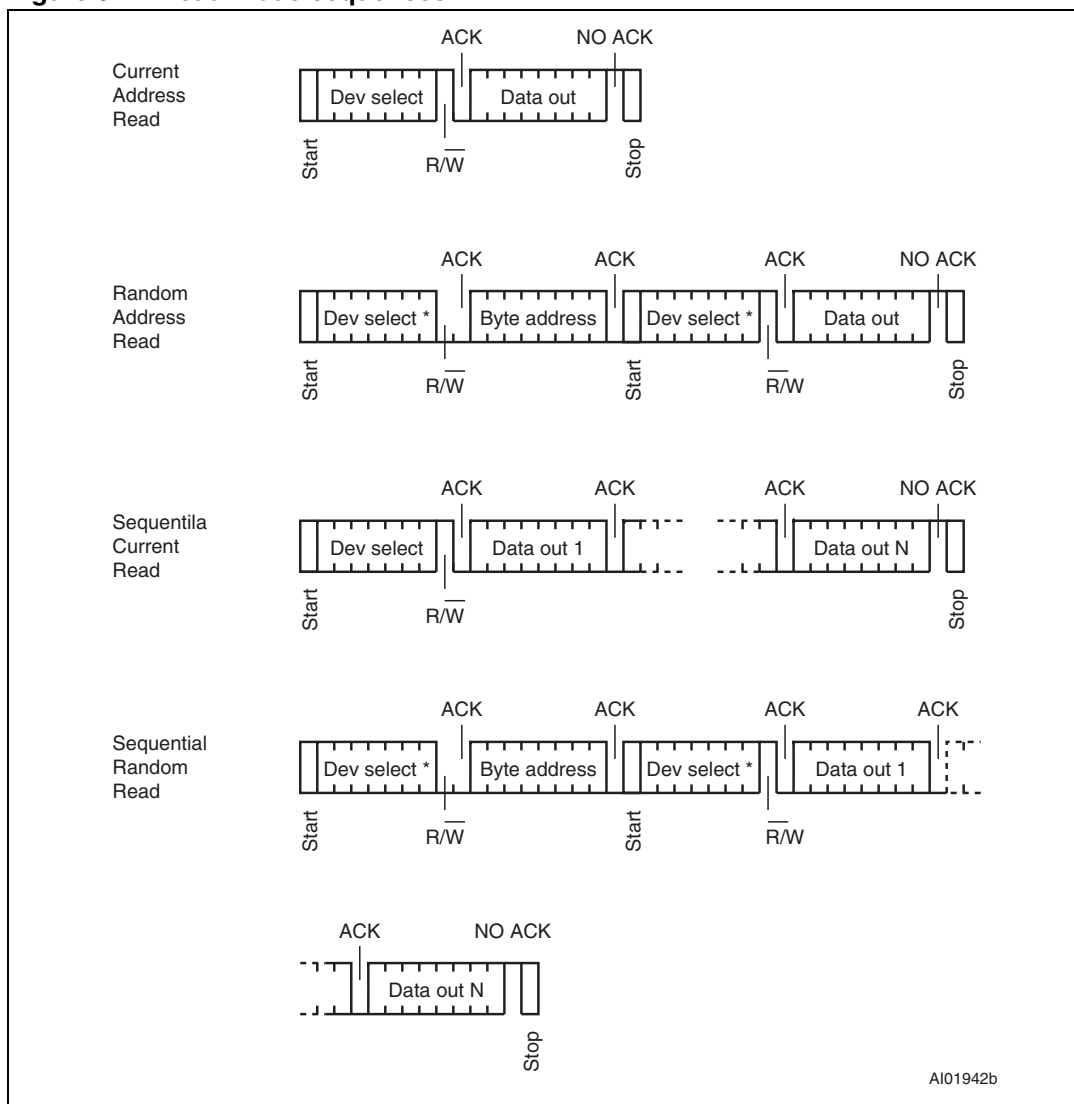 ACK NO ACK
Current
Address
Read
Dev select Data out
Start R/W̅ Stop
ACK ACK ACK NO ACK
Random
Address
Read
Dev select * Byte address Dev select * Data out
Start R/W̅ Start R̅/W Stop
ACK ACK ACK NO ACK
Sequentila
Current
Read
Dev select Data out 1 Data out N
Start R/W̅ Stop
ACK ACK ACK ACK
Sequential
Random
Read
Dev select * Byte address Dev select * Data out 1
Start R/W̅ Start R̅/W
ACK NO ACK
Data out N
Stop
AI01942b